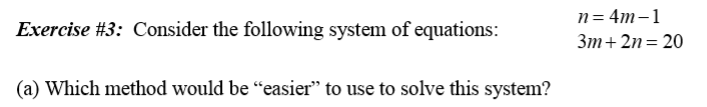 Exercise #3: Consider the following system of equations:
n = 4m – 1
3m + 2n = 20
(a) Which method would be “easier” to use to solve this system?